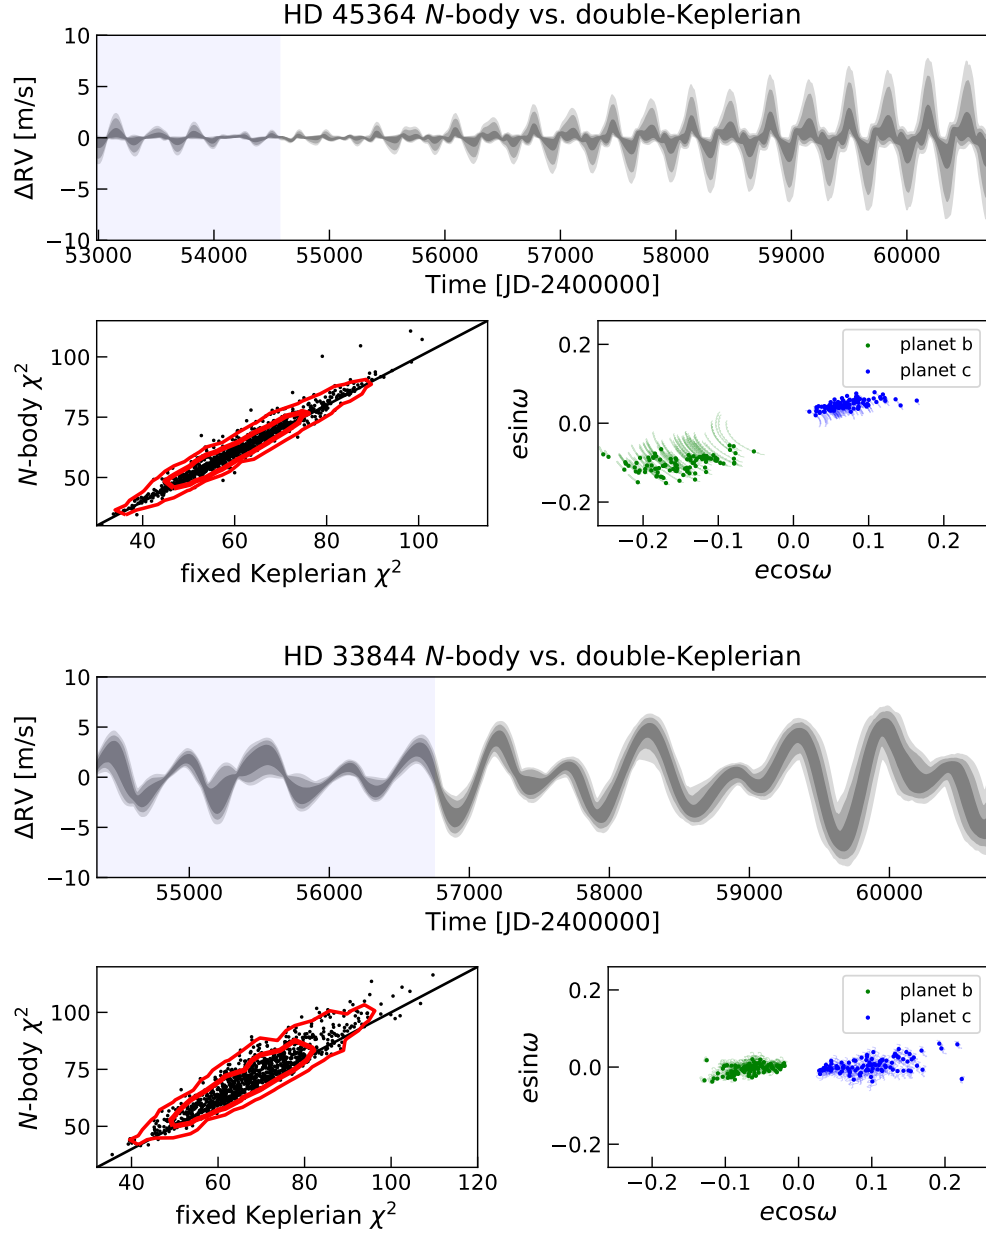 HD 45364 N-body vs. double-Keplerian
10
5
0
−5
−10
ΔRV [m/s]
53000 54000 55000 56000 57000 58000 59000 60000
Time [JD-2400000]
100
75
50
N-body χ²
40 60 80 100
fixed Keplerian χ²
0.2
0.0
−0.2
esinω
planet b
planet c
−0.2 −0.1 0.0 0.1 0.2
ecosω
HD 33844 N-body vs. double-Keplerian
10
5
0
−5
−10
ΔRV [m/s]
55000 56000 57000 58000 59000 60000
Time [JD-2400000]
100
75
50
N-body χ²
40 60 80 100 120
fixed Keplerian χ²
0.2
0.0
−0.2
esinω
planet b
planet c
−0.2 −0.1 0.0 0.1 0.2
ecosω